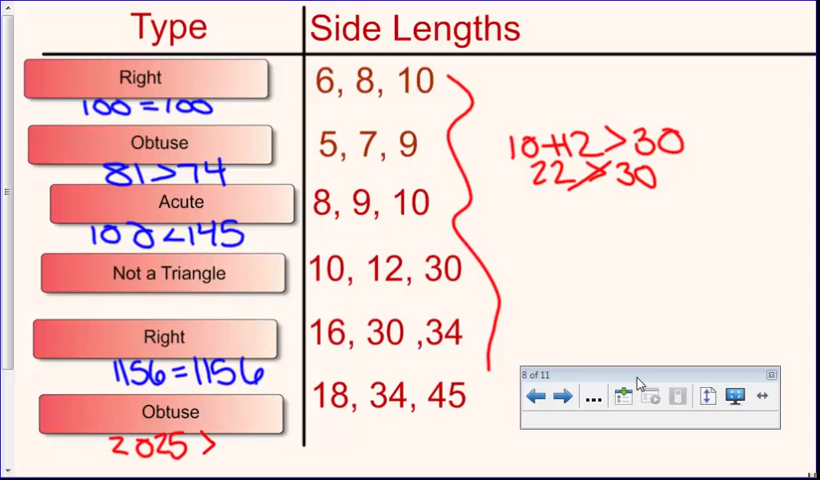 Type Side Lengths
Right 6, 8, 10
100 = 100
Obtuse 5, 7, 9 10+12>30
81>74 22>30
Acute 8, 9, 10
100<145
Not a Triangle 10, 12, 30
Right 16, 30 ,34
1156=1156
8 of 11
...
Obtuse 18, 34, 45
2025 >